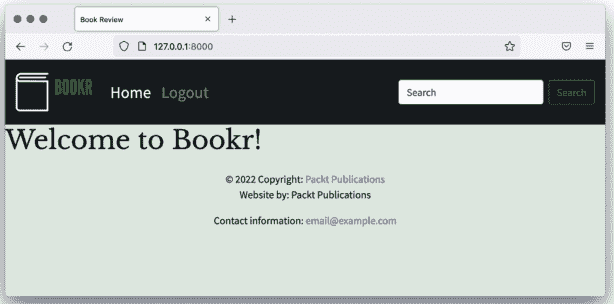 Book Review
127.0.0.1:8000
BOOKR
Home
Logout
Search
Search
Welcome to Bookr!
© 2022 Copyright: Packt Publications
Website by: Packt Publications
Contact information: email@example.com